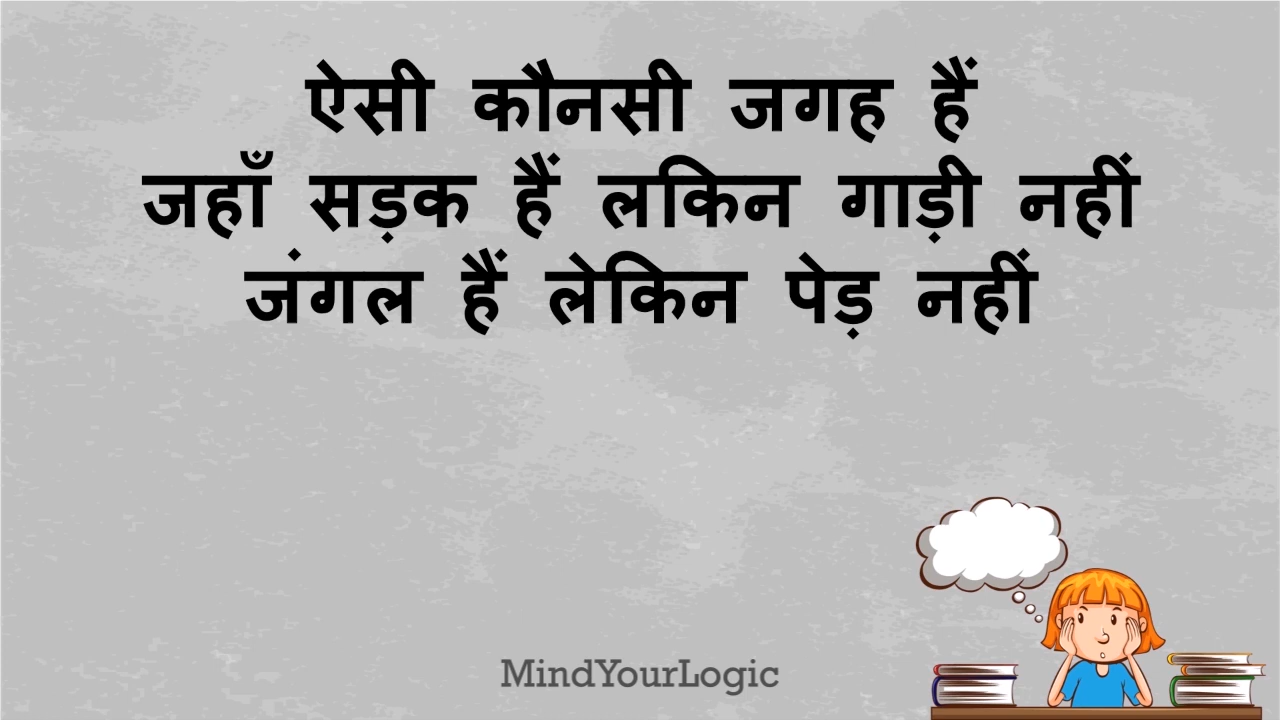 ऐसी कौनसी जगह हैं
जहाँ सड़क हैं लकिन गाड़ी नहीं
जंगल हैं लेकिन पेड़ नहीं
MindYourLogic